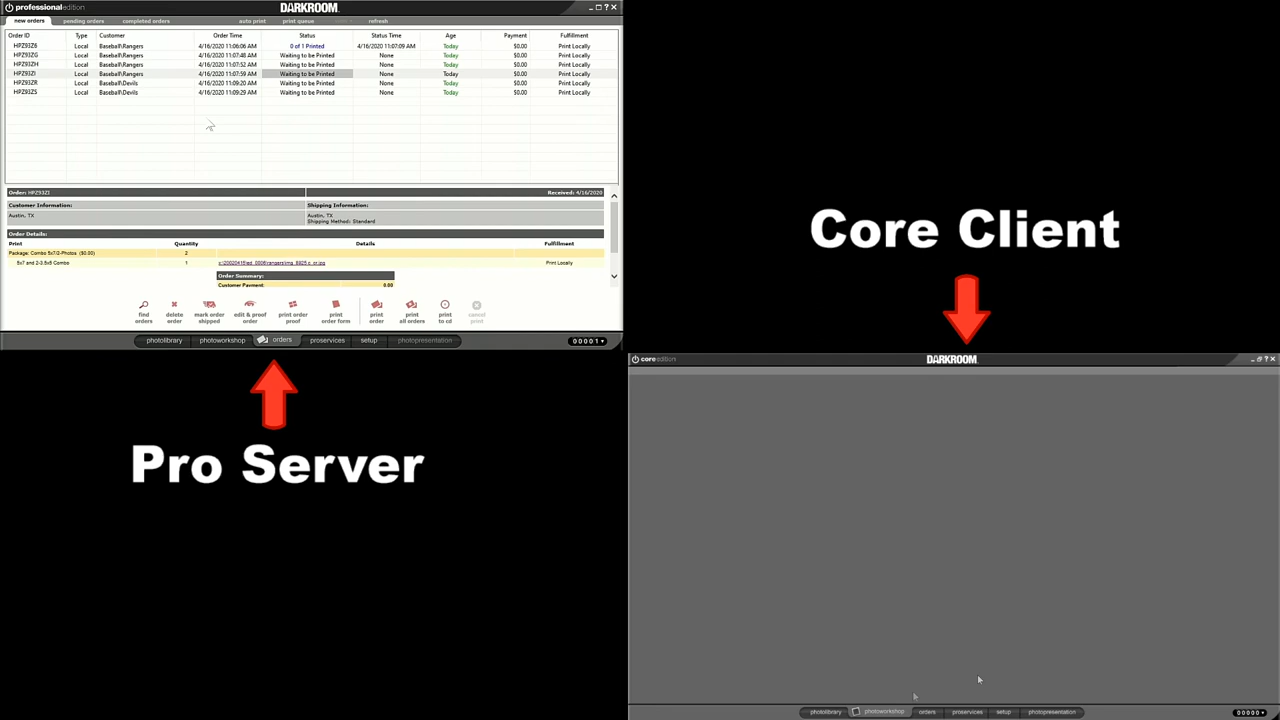 professionaledition
DARKROOM
new orders pending orders completed orders auto print print queue refresh
Order ID Type Customer Order Time Status Status Time Age Payment Fulfillment
HPZ93Z6 Local Baseball\Rangers 4/16/2020 11:06:06 AM 0 of 1 Printed 4/16/2020 11:07:09 AM Today $0.00 Print Locally
HPZ93ZG Local Baseball\Rangers 4/16/2020 11:07:48 AM Waiting to be Printed None Today $0.00 Print Locally
HPZ93ZH Local Baseball\Rangers 4/16/2020 11:07:52 AM Waiting to be Printed None Today $0.00 Print Locally
HPZ93ZI Local Baseball\Rangers 4/16/2020 11:07:59 AM Waiting to be Printed None Today $0.00 Print Locally
HPZ93ZR Local Baseball\Devils 4/16/2020 11:09:20 AM Waiting to be Printed None Today $0.00 Print Locally
HPZ93ZS Local Baseball\Devils 4/16/2020 11:09:29 AM Waiting to be Printed None Today $0.00 Print Locally
Order: HPZ93ZI Received: 4/16/2020
Customer Information: Shipping Information:
Austin, TX Austin, TX
Shipping Method: Standard
Order Details:
Print Quantity Details Fulfillment
Package: Combo 5x7/2-Photos ($0.00) 2
5x7 and 2-3.5x5 Combo 1 Print Locally
Order Summary:
Customer Payment: 0.00
find orders
delete order
mark order shipped
edit & proof order
print order proof
print order form
print order
print all orders
print to cd
cancel print
photolibrary photoworkshop orders proservices setup photopresentation 00001
Pro Server
Core Client
coreedition
DARKROOM
photolibrary photoworkshop orders proservices setup photopresentation 00000